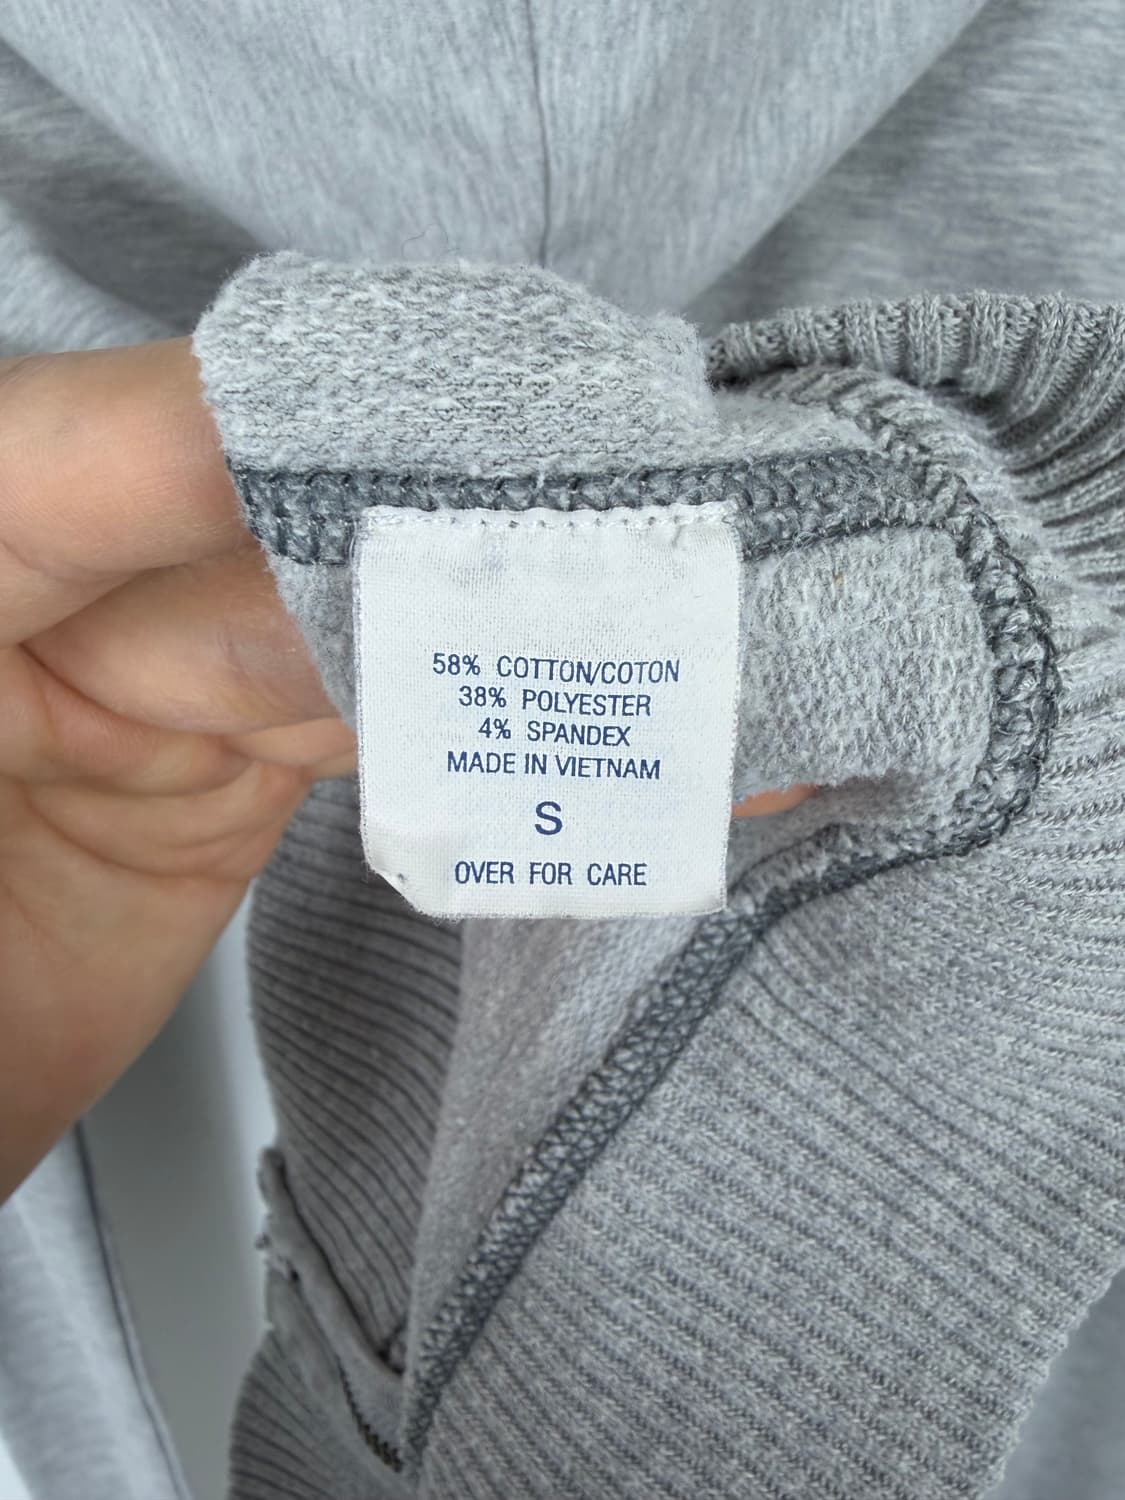 58% COTTON/COTON
38% POLYESTER
4% SPANDEX
MADE IN VIETNAM
S
OVER FOR CARE